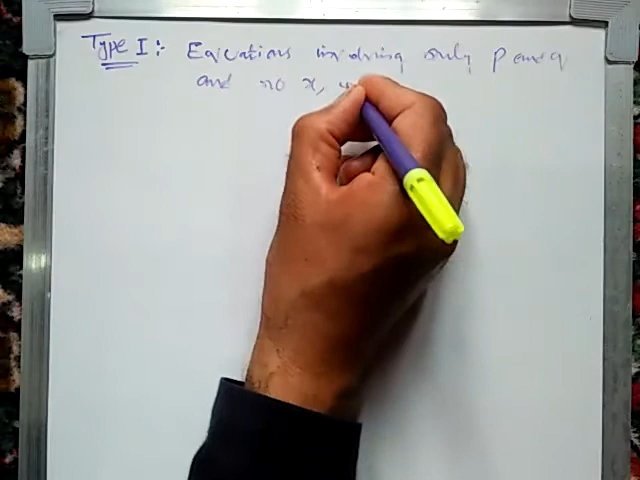 Type I :- Equations involving only p and q
and no x, y